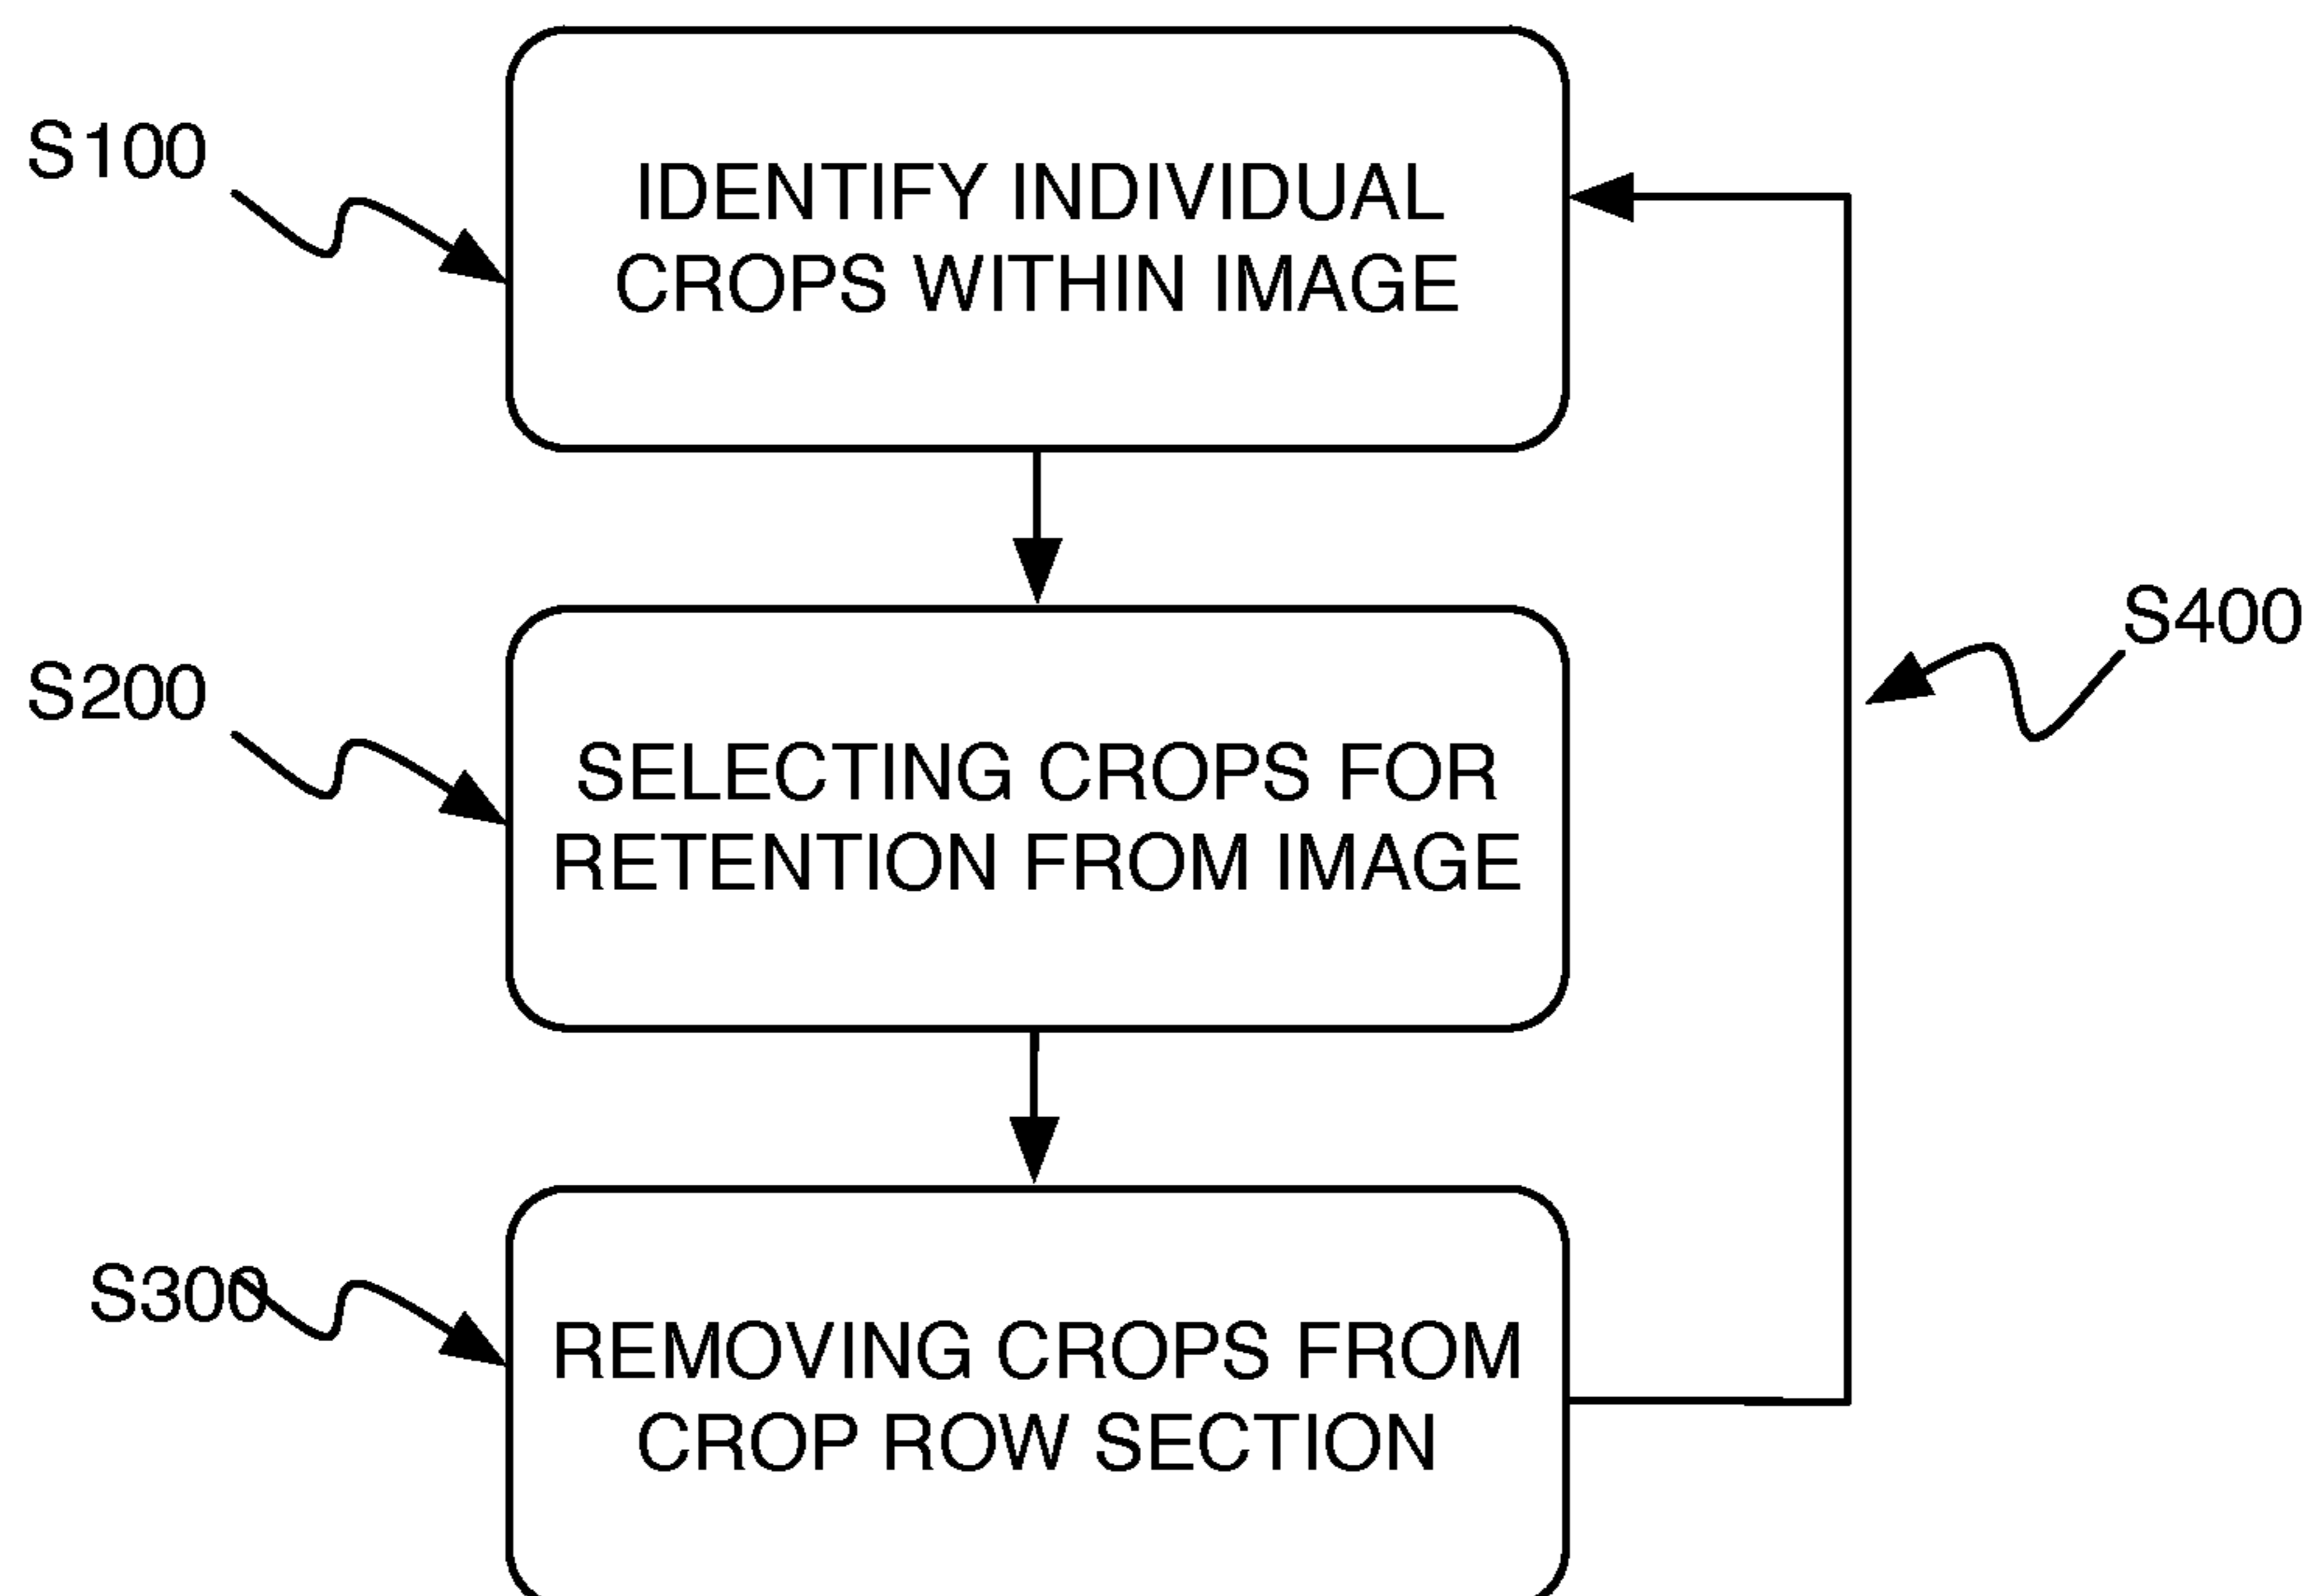 S100
IDENTIFY INDIVIDUAL
CROPS WITHIN IMAGE
S400
S200
SELECTING CROPS FOR
RETENTION FROM IMAGE
S300
REMOVING CROPS FROM
CROP ROW SECTION